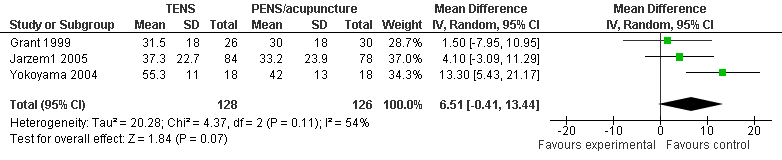 TENS PENS/acupuncture Mean Difference Mean Difference
Study or Subgroup Mean SD Total Mean SD Total Weight IV, Random, 95% CI IV, Random, 95% CI
Grant 1999 31.5 18 26 30 18 30 28.7% 1.50 [-7.95, 10.95]
Jarzem1 2005 37.3 22.7 84 33.2 23.9 78 37.0% 4.10 [-3.09, 11.29]
Yokoyama 2004 55.3 11 18 42 13 18 34.3% 13.30 [5.43, 21.17]
Total (95% CI) 128 126 100.0% 6.51 [-0.41, 13.44]
Heterogeneity: Tau² = 20.28; Chi² = 4.37, df = 2 (P = 0.11); I² = 54%
Test for overall effect: Z = 1.84 (P = 0.07)
-20 -10 0 10 20
Favours experimental Favours control